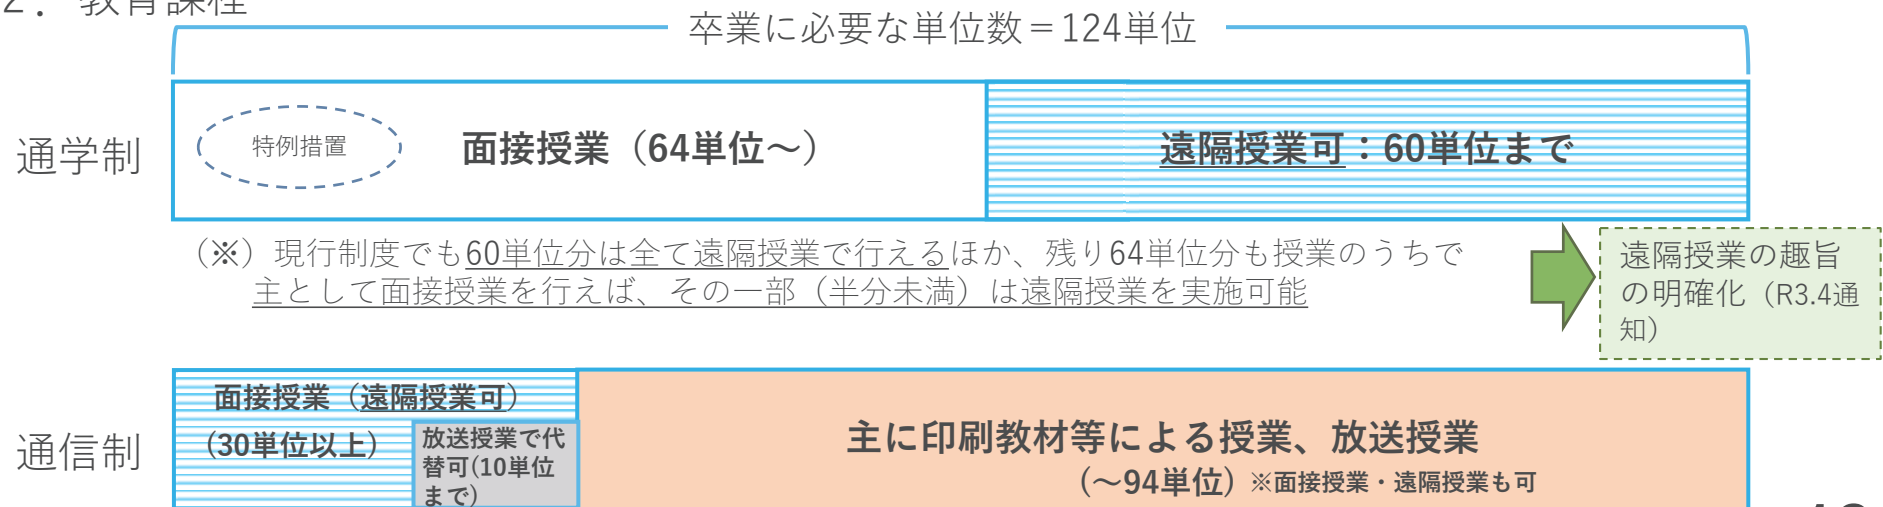 2．教育課程
卒業に必要な単位数＝124単位
通学制
特例措置
面接授業（64単位～）
遠隔授業可：60単位まで
（※）現行制度でも60単位分は全て遠隔授業で行えるほか、残り64単位分も授業のうちで
主として面接授業を行えば、その一部（半分未満）は遠隔授業を実施可能
遠隔授業の趣旨
の明確化（R3.4通
知）
通信制
面接授業（遠隔授業可）
(30単位以上)
放送授業で代
替可(10単位
まで)
主に印刷教材等による授業、放送授業
(～94単位) ※面接授業・遠隔授業も可